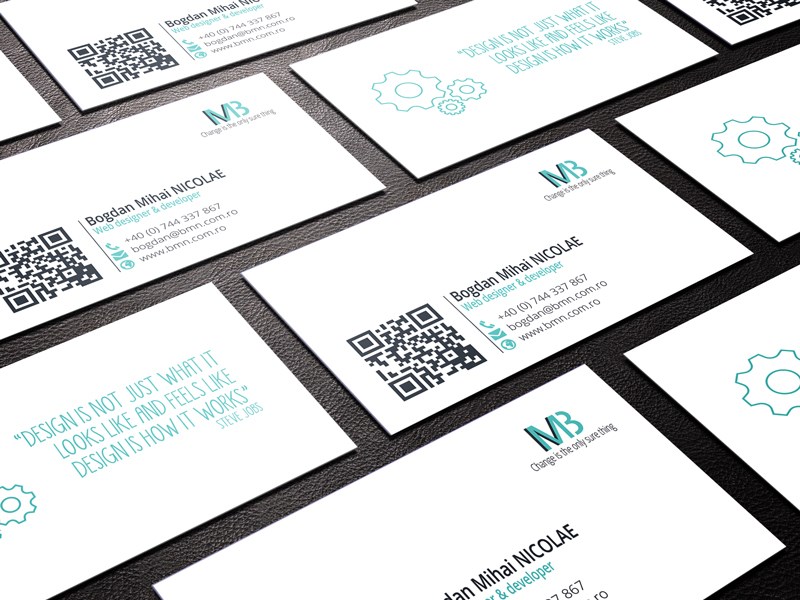 Bogdan Mihai NICOLAE
Web designer & developer
+40 (0) 744 337 867
bogdan@bmn.com.ro
www.bmn.com.ro
"DESIGN IS NOT JUST WHAT IT
LOOKS LIKE AND FEELS LIKE
DESIGN IS HOW IT WORKS"
STEVE JOBS
MB
Change is the only sure thing
Bogdan Mihai NICOLAE
Web designer & developer
+40 (0) 744 337 867
bogdan@bmn.com.ro
www.bmn.com.ro
MB
Change is the only sure thing
Bogdan Mihai NICOLAE
Web designer & developer
+40 (0) 744 337 867
bogdan@bmn.com.ro
www.bmn.com.ro
"DESIGN IS NOT JUST WHAT IT
LOOKS LIKE AND FEELS LIKE
DESIGN IS HOW IT WORKS"
STEVE JOBS
MB
Change is the only sure thing
Mihai NICOLAE
& developer
867